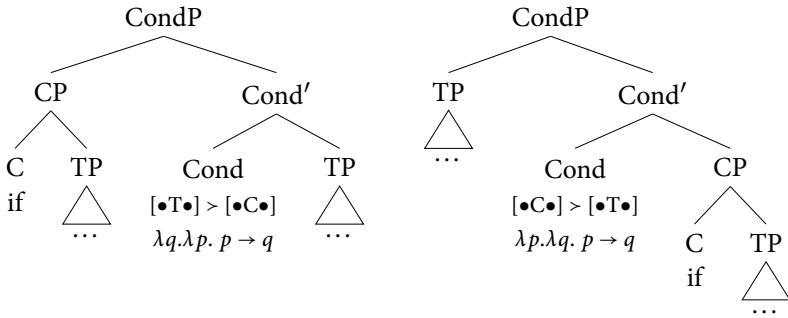 CondP CondP
CP Cond′ TP Cond′
C TP Cond TP ... Cond CP
if [●T●] ≻ [●C●] [●C●] ≻ [●T●]
... λq.λp. p → q ... λp.λq. p → q C TP
if
...